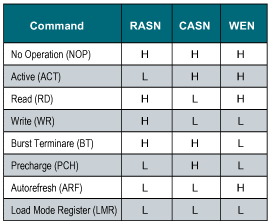 Command RASN CASN WEN
No Operation (NOP) H H H
Active (ACT) L H H
Read (RD) H L H
Write (WR) H L L
Burst Terminare (BT) H H L
Precharge (PCH) L H L
Autorefresh (ARF) L L H
Load Mode Register (LMR) L L L